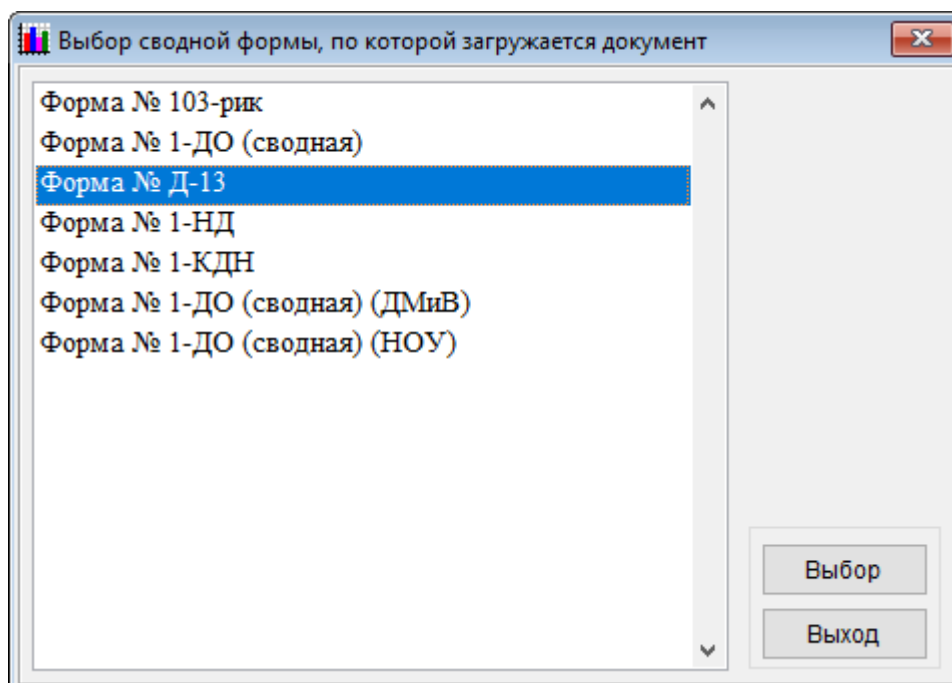 Выбор сводной формы, по которой загружается документ
Форма № 103-рик
Форма № 1-ДО (сводная)
Форма № Д-13
Форма № 1-НД
Форма № 1-КДН
Форма № 1-ДО (сводная) (ДМиВ)
Форма № 1-ДО (сводная) (НОУ)
Выбор
Выход